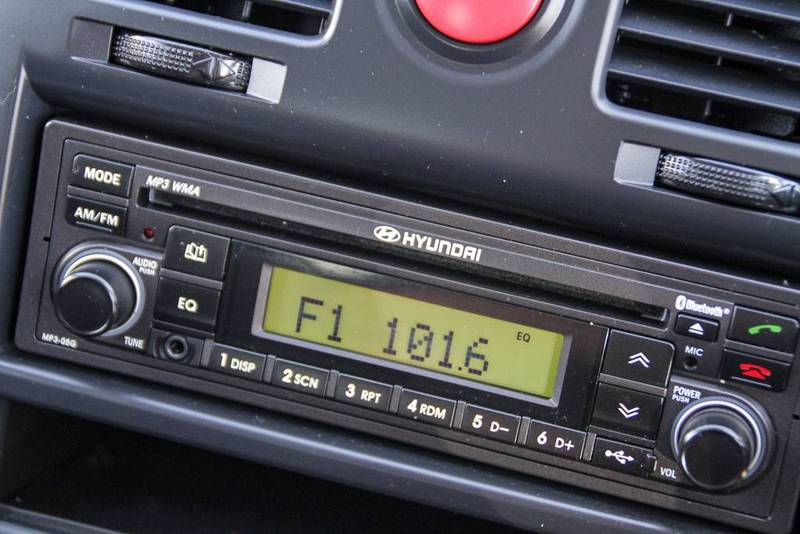 MODE
MP3 WMA
AM/FM
HYUNDAI
AUDIO
PUSH
Bluetooth®
EQ
F1 101.6
EQ
MIC
MP3-05G
TUNE
1 DISP
2 SCN
3 RPT
4 RDM
5 D-
6 D+
POWER
PUSH
VOL